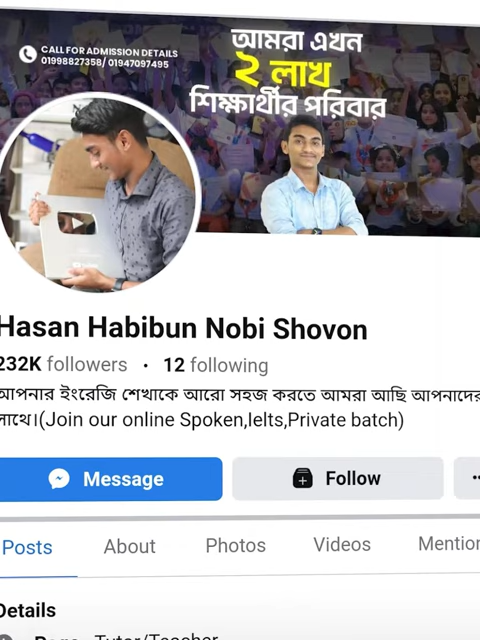 CALL FOR ADMISSION DETAILS
01998827358/ 01947097495
আমরা এখন
২ লাখ
শিক্ষার্থীর পরিবার
Hasan Habibun Nobi Shovon
232K followers · 12 following
আপনার ইংরেজি শেখাকে আরো সহজ করতে আমরা আছি আপনাদের
সাথে।(Join our online Spoken,Ielts,Private batch)
Message
Follow
Posts
About
Photos
Videos
Mention
Details
Page · Tutor/Teacher